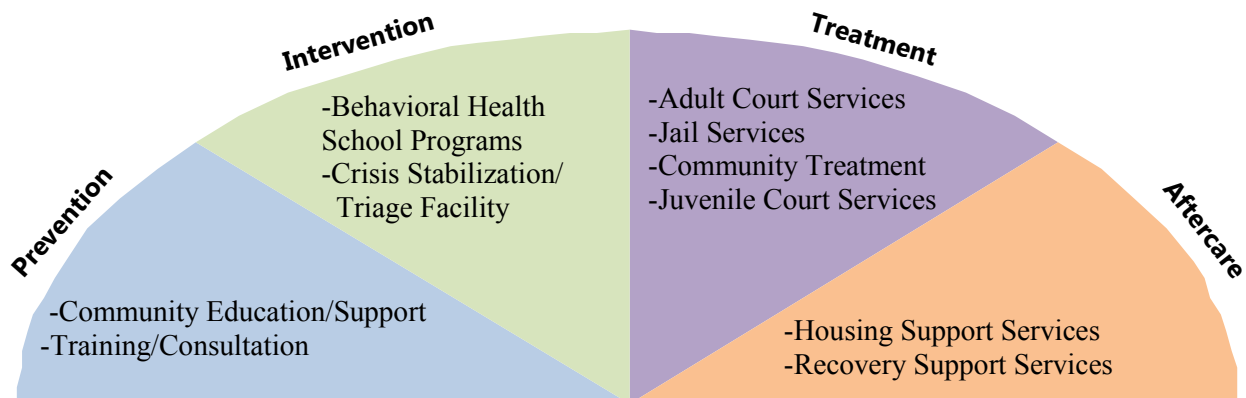 Prevention
-Community Education/Support
-Training/Consultation
Intervention
-Behavioral Health
School Programs
-Crisis Stabilization/
Triage Facility
Treatment
-Adult Court Services
-Jail Services
-Community Treatment
-Juvenile Court Services
Aftercare
-Housing Support Services
-Recovery Support Services